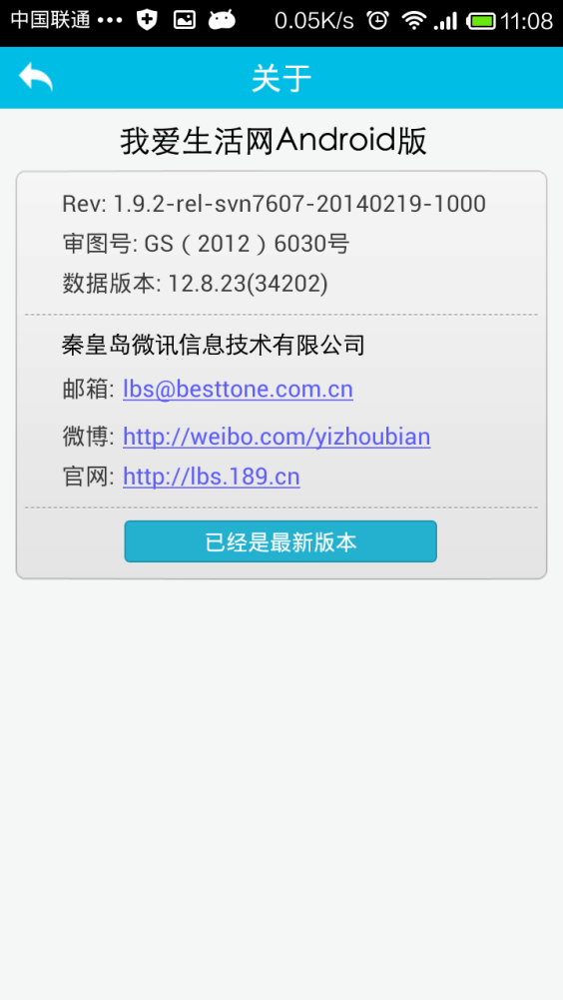 中国联通 ••• 0.05K/s 11:08
关于
我爱生活网Android版
Rev: 1.9.2-rel-svn7607-20140219-1000
审图号: GS（2012）6030号
数据版本: 12.8.23(34202)
秦皇岛微讯信息技术有限公司
邮箱: lbs@besttone.com.cn
微博: http://weibo.com/yizhoubian
官网: http://lbs.189.cn
已经是最新版本